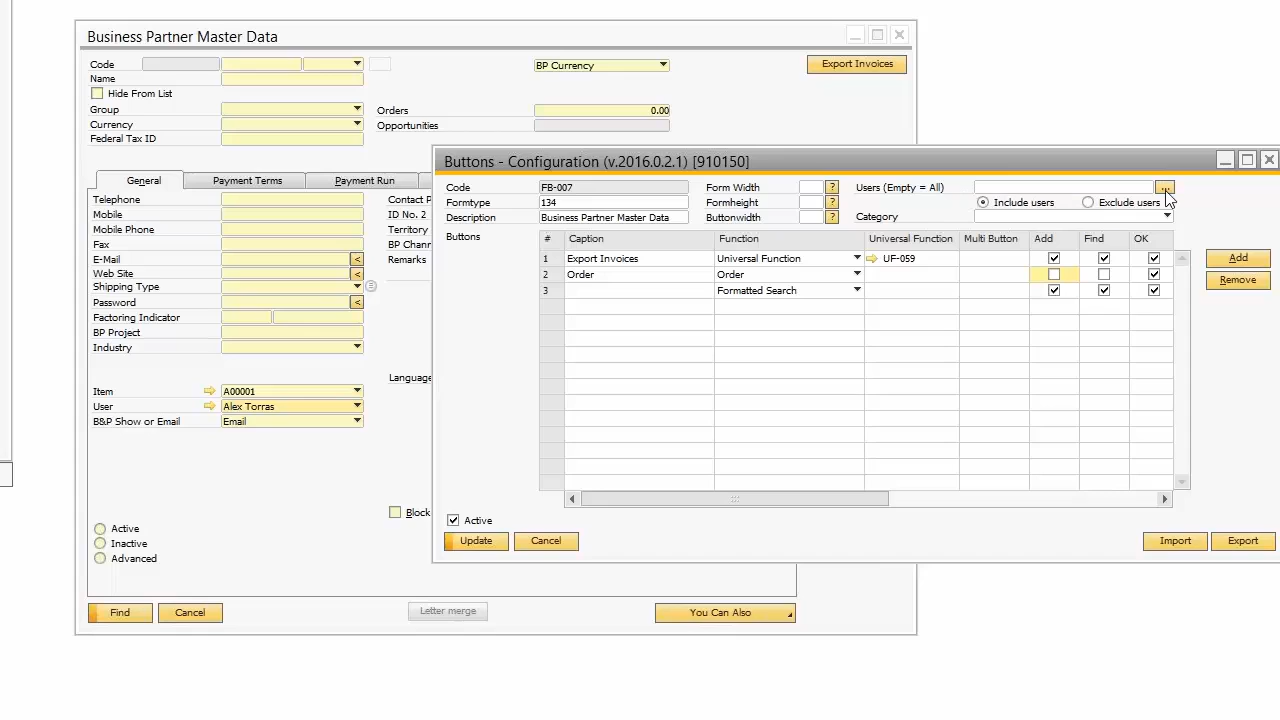 Business Partner Master Data
Code
BP Currency
Export Invoices
Name
Hide From List
Group
Orders 0.00
Currency
Opportunities
Federal Tax ID
General Payment Terms Payment Run
Telephone
Contact P
Mobile
ID No. 2
Mobile Phone
Territory
Fax
BP Chann
E-Mail <
Remarks
Web Site <
Shipping Type
Password <
Factoring Indicator
BP Project
Industry
Language
Item A00001
User Alex Torras
B&P Show or Email Email
Block
Active
Inactive
Advanced
Find Cancel Letter merge You Can Also
Buttons - Configuration (v.2016.0.2.1) [910150]
Code FB-007 Form Width ? Users (Empty = All) ...
Formtype 134 Formheight ? Include users Exclude users
Description Business Partner Master Data Buttonwidth ? Category
Buttons
# Caption Function Universal Function Multi Button Add Find OK
1 Export Invoices Universal Function UF-059
2 Order Order
3 Formatted Search
Add
Remove
Active
Update Cancel Import Export